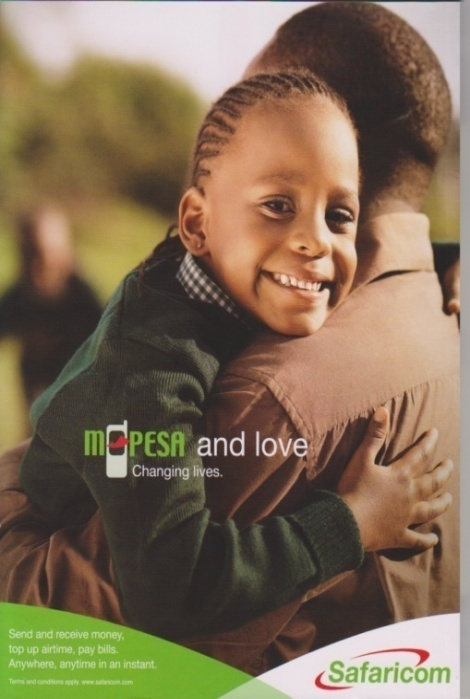 M-PESA and love
Changing lives.
Send and receive money,
top up airtime, pay bills.
Anywhere, anytime in an instant.
Terms and conditions apply. www.safaricom.com
Safaricom